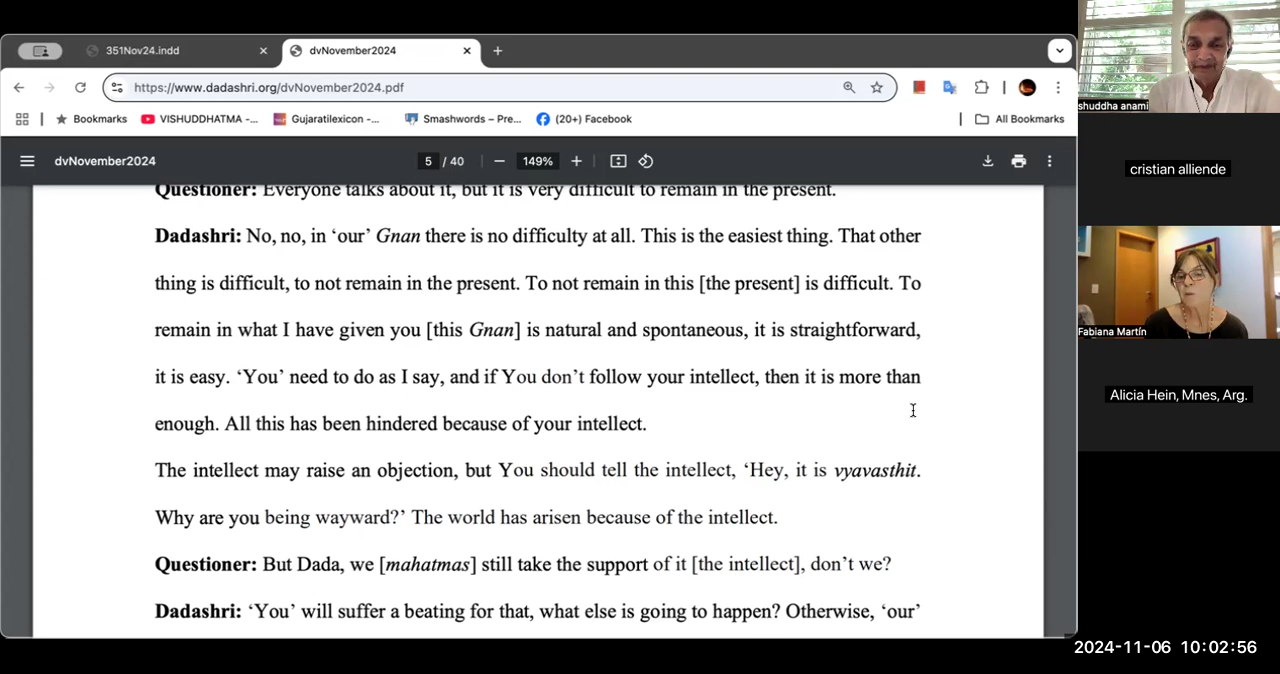 351Nov24.indd
dvNovember2024
https://www.dadashri.org/dvNovember2024.pdf
Bookmarks
VISHUDDHATMA -...
Gujaratilexicon -...
Smashwords – Pre...
(20+) Facebook
All Bookmarks
dvNovember2024
5 / 40
149%
Questioner: Everyone talks about it, but it is very difficult to remain in the present.
Dadashri: No, no, in ‘our’ Gnan there is no difficulty at all. This is the easiest thing. That other
thing is difficult, to not remain in the present. To not remain in this [the present] is difficult. To
remain in what I have given you [this Gnan] is natural and spontaneous, it is straightforward,
it is easy. ‘You’ need to do as I say, and if You don’t follow your intellect, then it is more than
enough. All this has been hindered because of your intellect.
The intellect may raise an objection, but You should tell the intellect, ‘Hey, it is vyavasthit.
Why are you being wayward?’ The world has arisen because of the intellect.
Questioner: But Dada, we [mahatmas] still take the support of it [the intellect], don’t we?
Dadashri: ‘You’ will suffer a beating for that, what else is going to happen? Otherwise, ‘our’
shuddha anami
cristian alliende
Fabiana Martín
Alicia Hein, Mnes, Arg.
2024-11-06 10:02:56